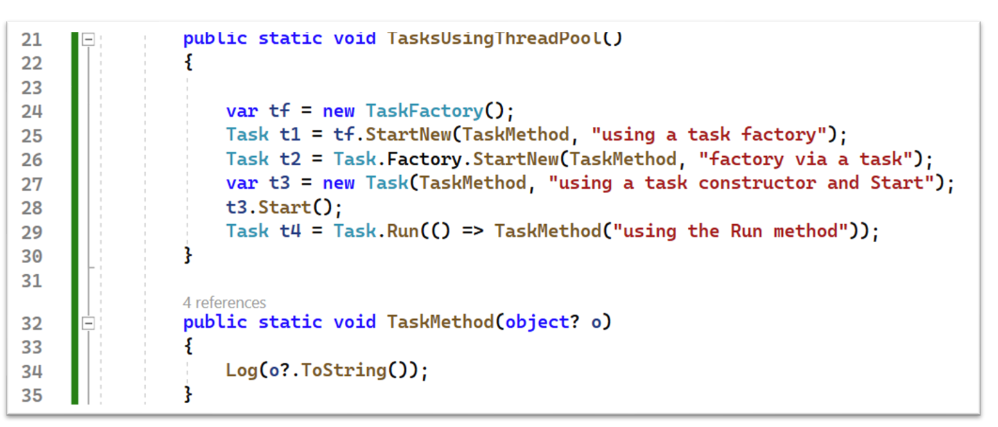 21 public static void TasksUsingThreadPool()
22 {
23
24 var tf = new TaskFactory();
25 Task t1 = tf.StartNew(TaskMethod, "using a task factory");
26 Task t2 = Task.Factory.StartNew(TaskMethod, "factory via a task");
27 var t3 = new Task(TaskMethod, "using a task constructor and Start");
28 t3.Start();
29 Task t4 = Task.Run(() => TaskMethod("using the Run method"));
30 }
31
4 references
32 public static void TaskMethod(object? o)
33 {
34 Log(o?.ToString());
35 }